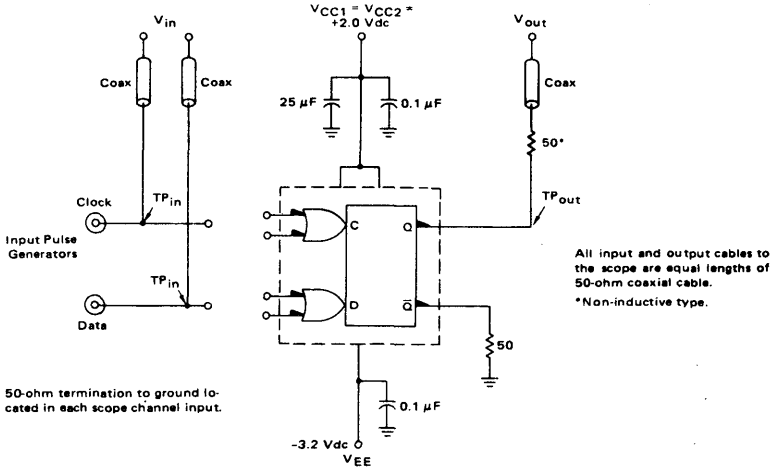 Vin
VCC1 = VCC2 *
+2.0 Vdc
Vout
Coax
Coax
Coax
25 µF
0.1 µF
50*
TPin
TPout
Clock
C
Q
Input Pulse
Generators
TPin
D
Q̅
Data
50
All input and output cables to
the scope are equal lengths of
50-ohm coaxial cable.
*Non-inductive type.
50-ohm termination to ground lo-
cated in each scope channel input.
0.1 µF
-3.2 Vdc
VEE